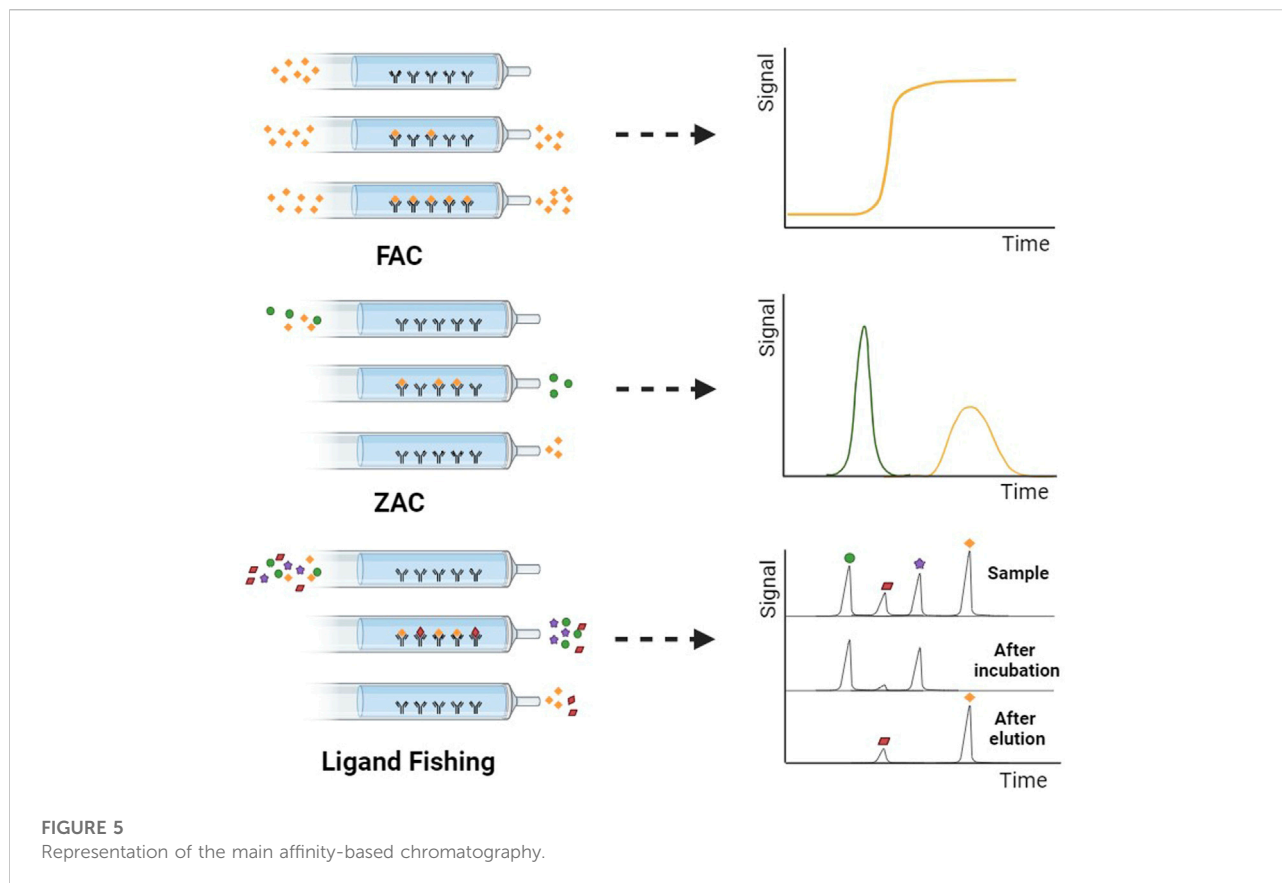 Signal
Time
FAC
Signal
Time
ZAC
Signal
Sample
After
incubation
After
elution
Time
Ligand Fishing
FIGURE 5
Representation of the main affinity-based chromatography.